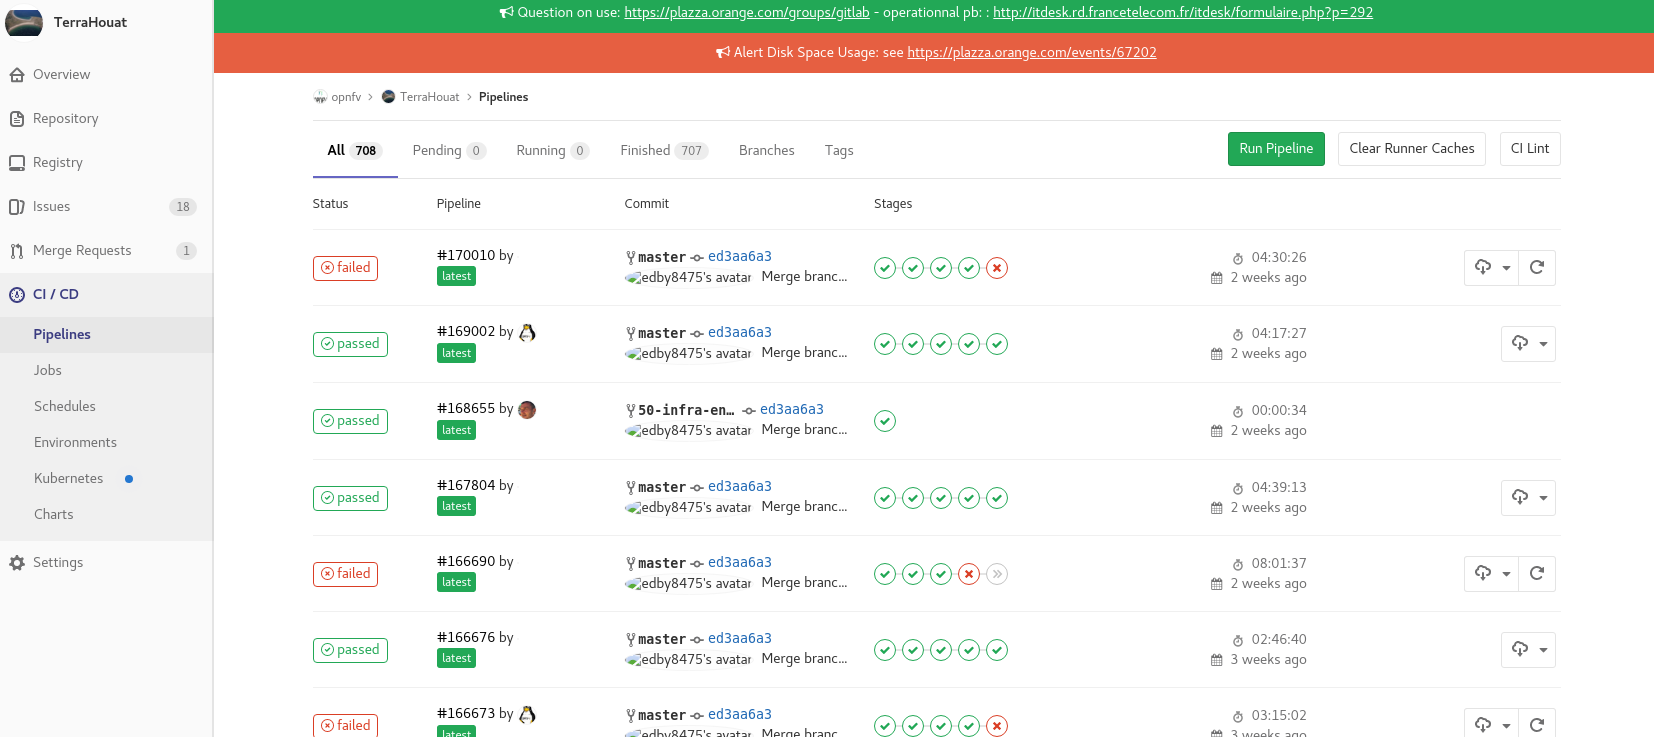 TerraHouat
Question on use: https://plazza.orange.com/groups/gitlab - operationnal pb: : http://itdesk.rd.francetelecom.fr/itdesk/formulaire.php?p=292
Alert Disk Space Usage: see https://plazza.orange.com/events/67202
Overview
Repository
Registry
Issues 18
Merge Requests 1
CI / CD
Pipelines
Jobs
Schedules
Environments
Kubernetes
Charts
Settings
opnfv > TerraHouat > Pipelines
All 708 Pending 0 Running 0 Finished 707 Branches Tags Run Pipeline Clear Runner Caches CI Lint
Status Pipeline Commit Stages
failed #170010 by master ed3aa6a3 04:30:26
latest edby8475's avatar Merge branc... 2 weeks ago
passed #169002 by master ed3aa6a3 04:17:27
latest edby8475's avatar Merge branc... 2 weeks ago
passed #168655 by 50-infra-en... ed3aa6a3 00:00:34
latest edby8475's avatar Merge branc... 2 weeks ago
passed #167804 by master ed3aa6a3 04:39:13
latest edby8475's avatar Merge branc... 2 weeks ago
failed #166690 by master ed3aa6a3 08:01:37
latest edby8475's avatar Merge branc... 2 weeks ago
passed #166676 by master ed3aa6a3 02:46:40
latest edby8475's avatar Merge branc... 3 weeks ago
failed #166673 by master ed3aa6a3 03:15:02
latest edby8475's avatar Merge branc... 3 weeks ago